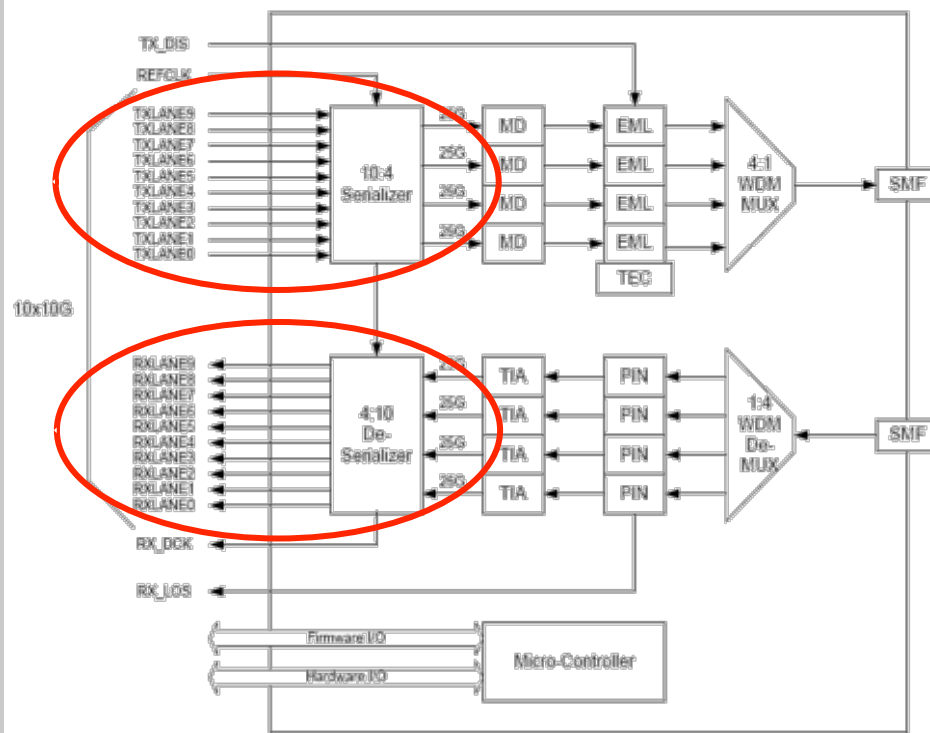 TX_DIS
REFCLK
TXLANE9
TXLANE8
TXLANE7
TXLANE6
TXLANE5
TXLANE4
TXLANE3
TXLANE2
TXLANE1
TXLANE0
10:4
Serializer
25G
25G
25G
25G
MD
MD
MD
MD
EML
EML
EML
EML
TEC
4:1
WDM
MUX
SMF
10x10G
RXLANE9
RXLANE8
RXLANE7
RXLANE6
RXLANE5
RXLANE4
RXLANE3
RXLANE2
RXLANE1
RXLANE0
4:10
De-
Serializer
25G
25G
25G
25G
TIA
TIA
TIA
TIA
PIN
PIN
PIN
PIN
1:4
WDM
De-
MUX
SMF
RX_DCK
RX_LOS
Firmware I/O
Hardware I/O
Micro-Controller